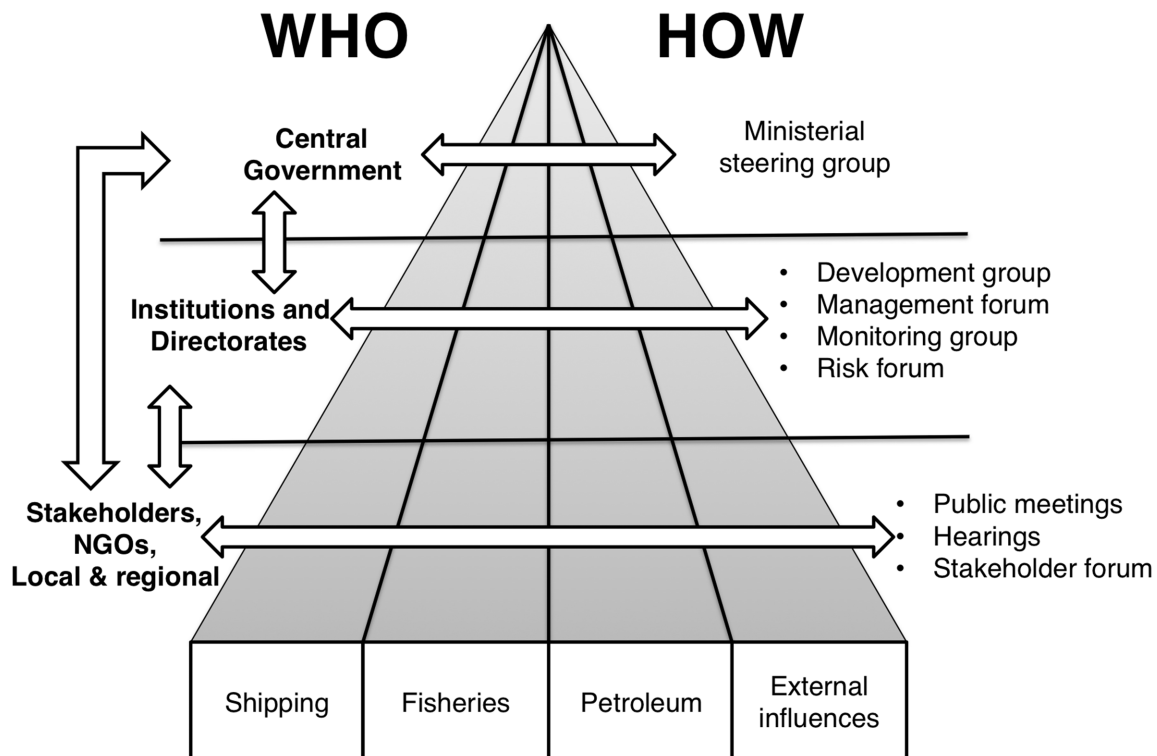 WHO
HOW
Central
Government
Ministerial
steering group
Institutions and
Directorates
• Development group
• Management forum
• Monitoring group
• Risk forum
Stakeholders,
NGOs,
Local & regional
• Public meetings
• Hearings
• Stakeholder forum
Shipping
Fisheries
Petroleum
External
influences